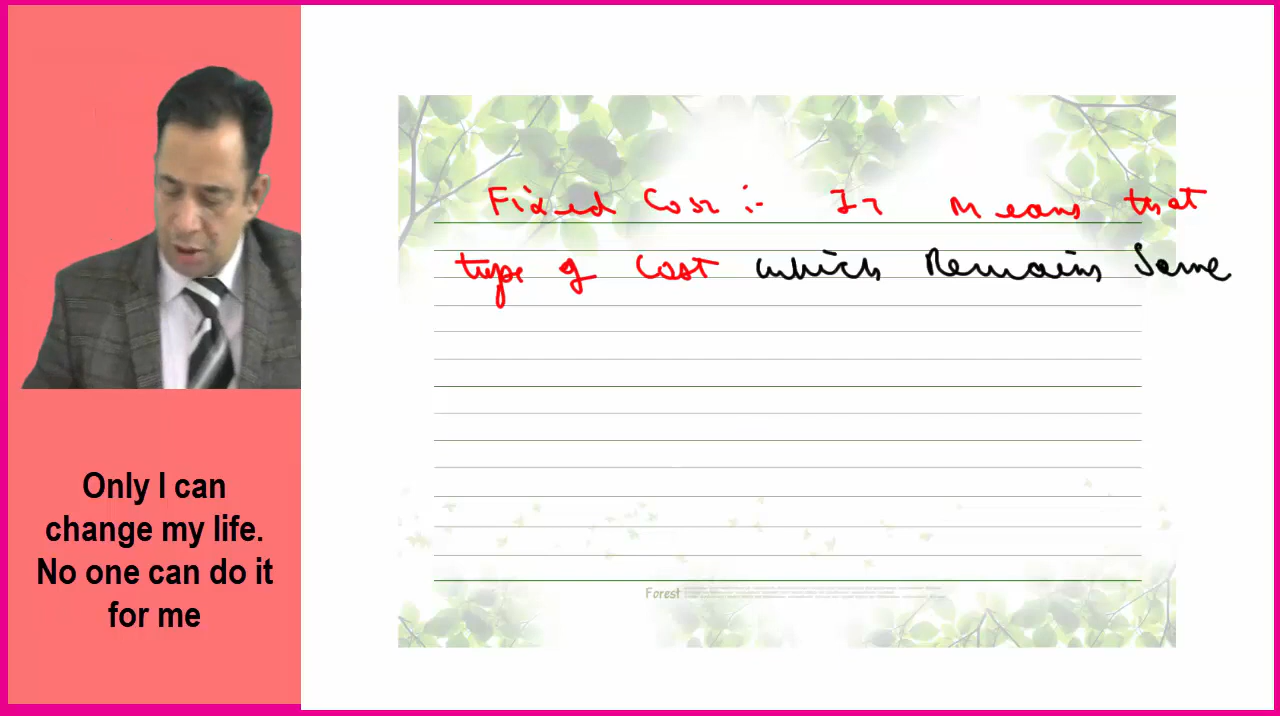 Fixed Cost :- It Means that
type of Cost which Remains Same
Only I can
change my life.
No one can do it
for me
Forest